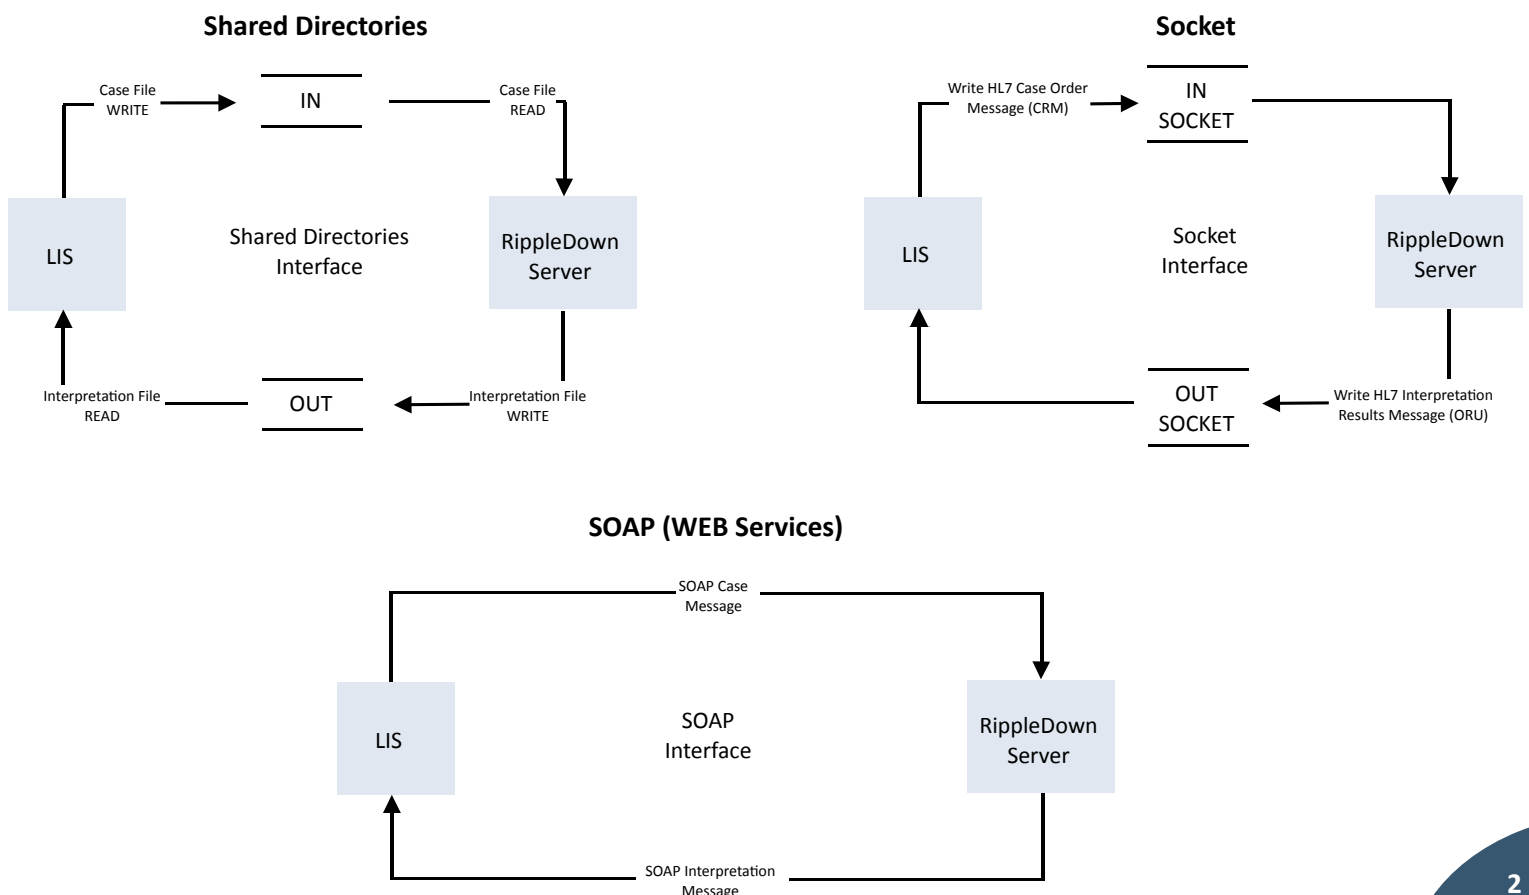 Shared Directories
Case File
WRITE
IN
Case File
READ
LIS
Shared Directories
Interface
RippleDown
Server
Interpretation File
READ
OUT
Interpretation File
WRITE
Socket
Write HL7 Case Order
Message (CRM)
IN
SOCKET
LIS
Socket
Interface
RippleDown
Server
OUT
SOCKET
Write HL7 Interpretation
Results Message (ORU)
SOAP (WEB Services)
SOAP Case
Message
LIS
SOAP
Interface
RippleDown
Server
SOAP Interpretation
Message
2